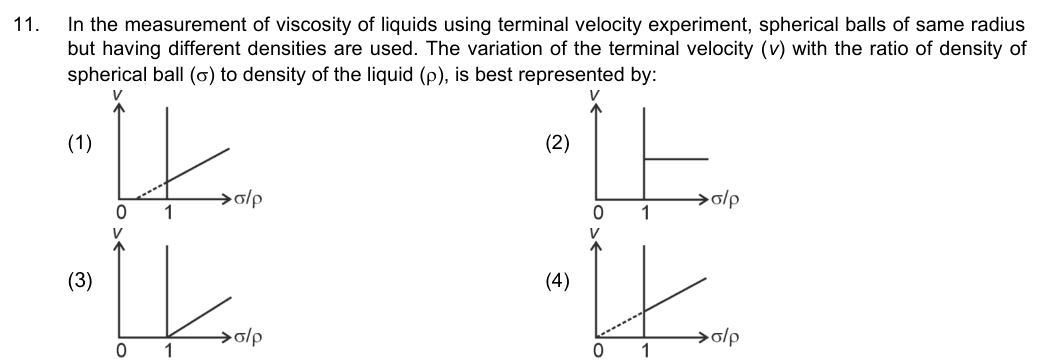 11. In the measurement of viscosity of liquids using terminal velocity experiment, spherical balls of same radius
but having different densities are used. The variation of the terminal velocity (v) with the ratio of density of
spherical ball (σ) to density of the liquid (ρ), is best represented by:
(1) v 0 1 σ/ρ
(2) v 0 1 σ/ρ
(3) v 0 1 σ/ρ
(4) v 0 1 σ/ρ